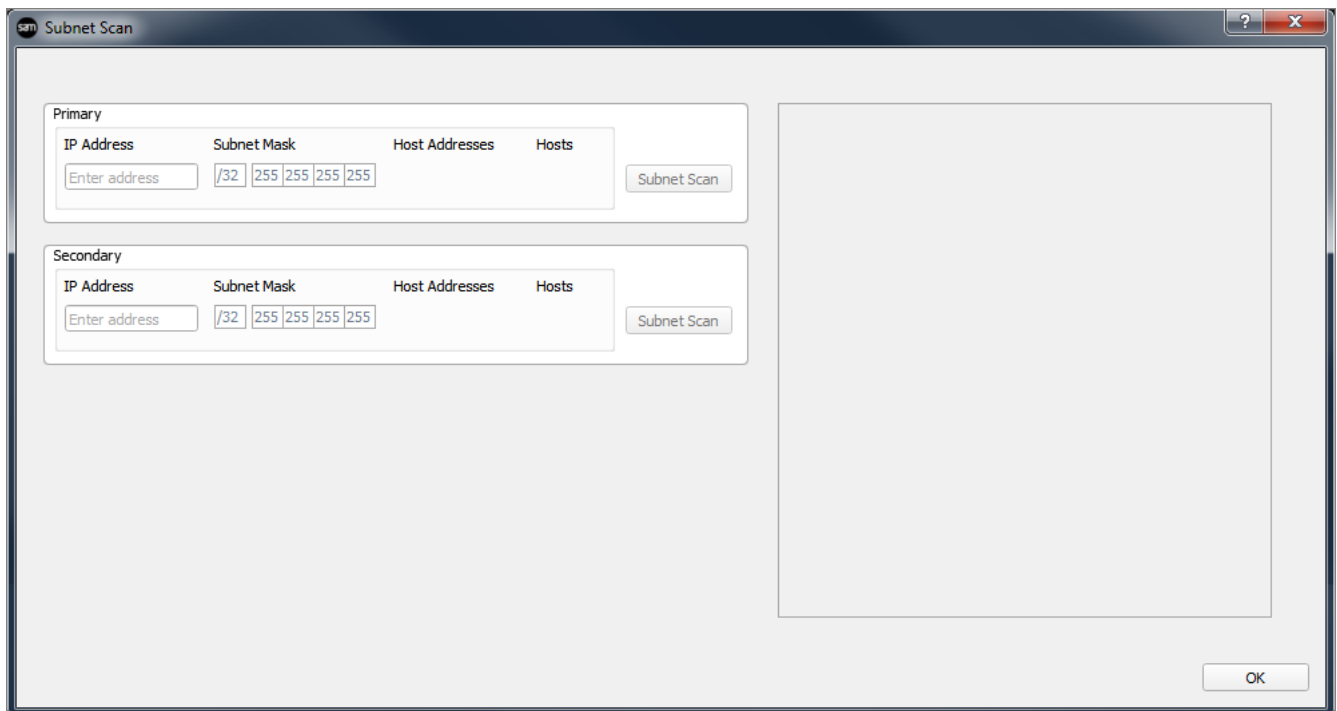 sam Subnet Scan ? X
Primary
IP Address Subnet Mask Host Addresses Hosts
Enter address /32 255 255 255 255 Subnet Scan
Secondary
IP Address Subnet Mask Host Addresses Hosts
Enter address /32 255 255 255 255 Subnet Scan
OK